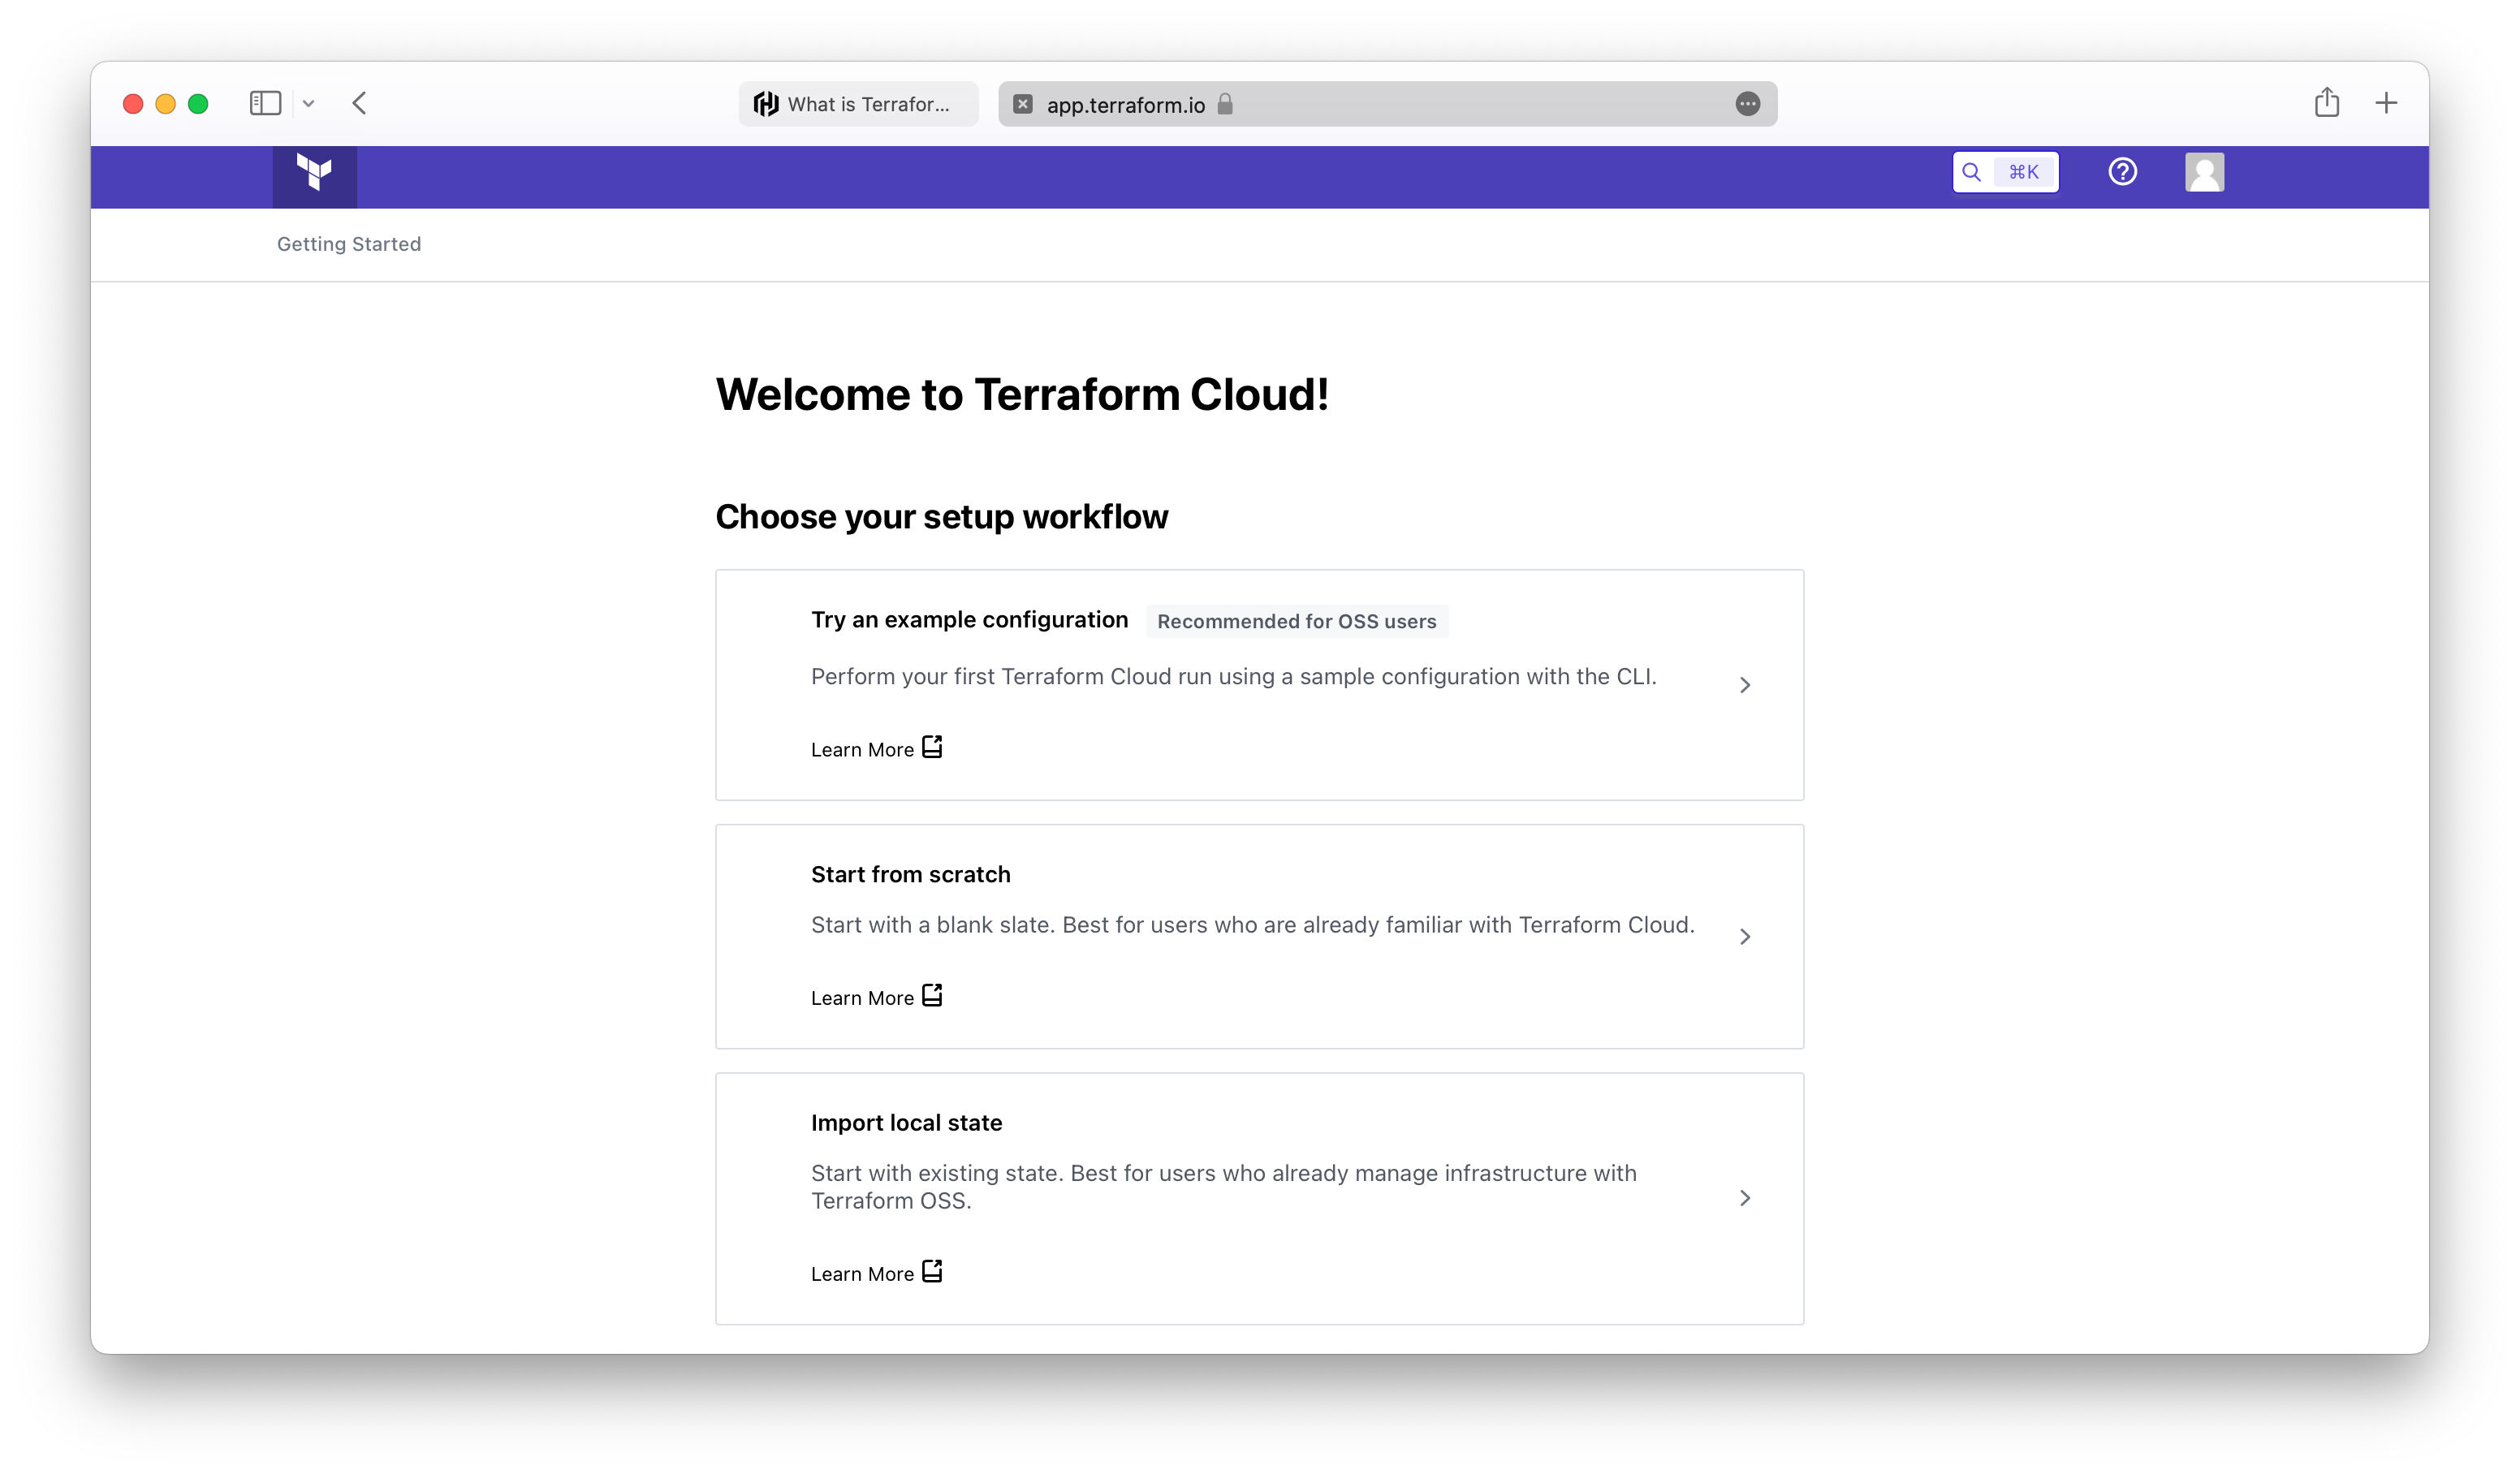 What is Terrafor...
app.terraform.io
⌘K
Getting Started
Welcome to Terraform Cloud!
Choose your setup workflow
Try an example configuration Recommended for OSS users
Perform your first Terraform Cloud run using a sample configuration with the CLI.
Learn More
Start from scratch
Start with a blank slate. Best for users who are already familiar with Terraform Cloud.
Learn More
Import local state
Start with existing state. Best for users who already manage infrastructure with
Terraform OSS.
Learn More